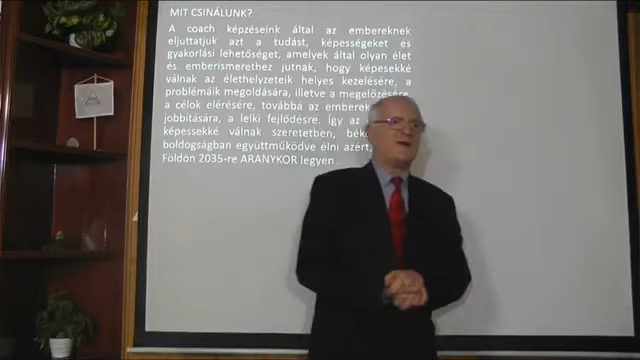 MIT CSINÁLUNK?
A coach képzéseink által az embereknek
eljuttatjuk azt a tudást, képességeket és
gyakorlási lehetőséget, amelyek által olyan élet
és emberismerethez jutnak, hogy képesekké
válnak az élethelyzeteik helyes kezelésére, a
problémáik megoldására, illetve a megelőzésére,
a célok elérésére, továbbá az
jobbítására, a lelki fejlődésre. Így az
képessekké válnak szeretetben,
boldogságban együttműködve élni azért,
Földön 2035-re ARANYKOR legyen .